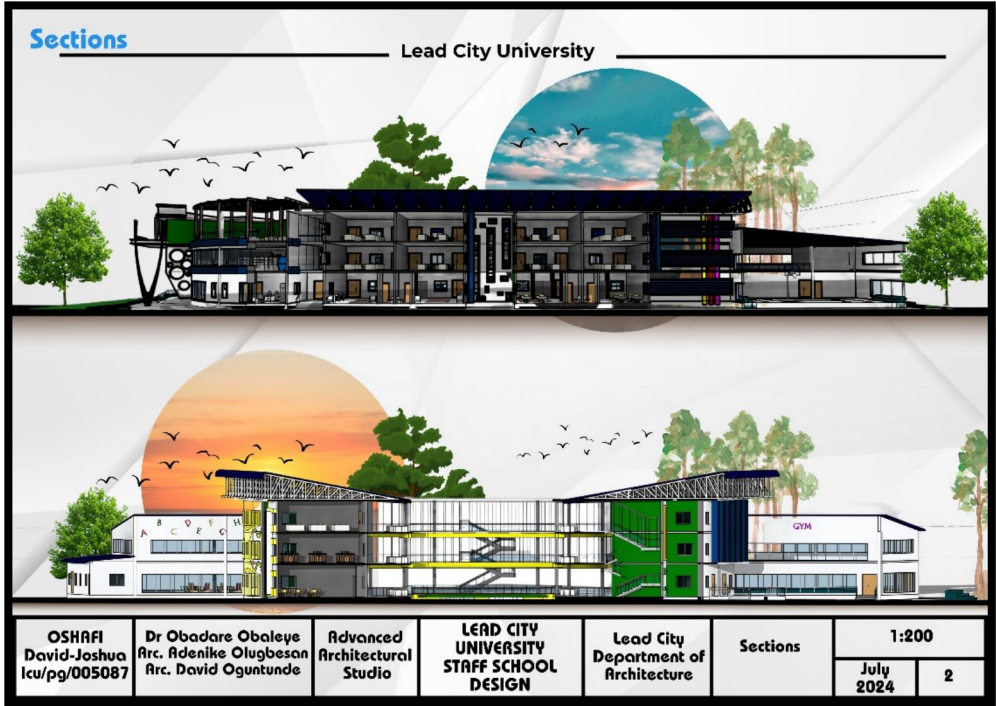 Sections
Lead City University
A B C D E F G H
GYM
OSHAFI
David-Joshua
lcu/pg/005087
Dr Obadare Obaleye
Arc. Adenike Olugbesan
Arc. David Oguntunde
Advanced
Architectural
Studio
LEAD CITY
UNIVERSITY
STAFF SCHOOL
DESIGN
Lead City
Department of
Architecture
Sections
1:200
July
2024
2